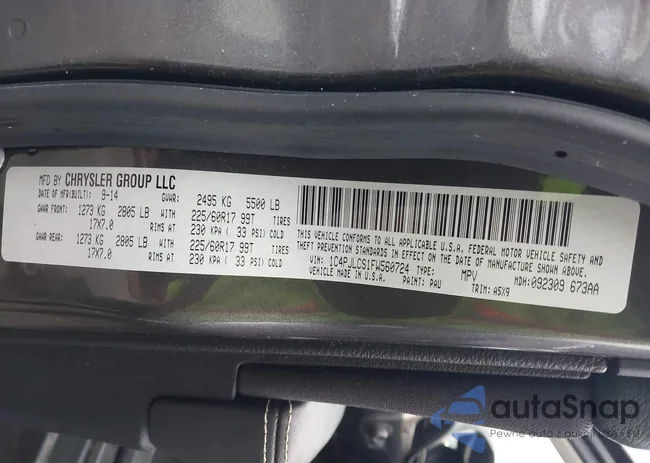 MFD BY CHRYSLER GROUP LLC
DATE OF MFR(BUILT): 9-14 GVWR: 2495 KG 5500 LB
GAWR FRONT: 1273 KG 2805 LB WITH 225/60R17 99T TIRES
17X7.0 RIMS AT 230 KPA ( 33 PSI) COLD
GAWR REAR: 1273 KG 2805 LB WITH 225/60R17 99T TIRES
17X7.0 RIMS AT 230 KPA ( 33 PSI) COLD
THIS VEHICLE CONFORMS TO ALL APPLICABLE U.S.A. FEDERAL MOTOR VEHICLE SAFETY AND
THEFT PREVENTION STANDARDS IN EFFECT ON THE DATE OF MANUFACTURE SHOWN ABOVE.
VIN: 1C4PJLCS1FW560724 TYPE: MPV MDH: 092309 673AA
MADE IN U.S.A. PAINT: PAU TRIM: A5X9
autaSnap
Pewne auta z